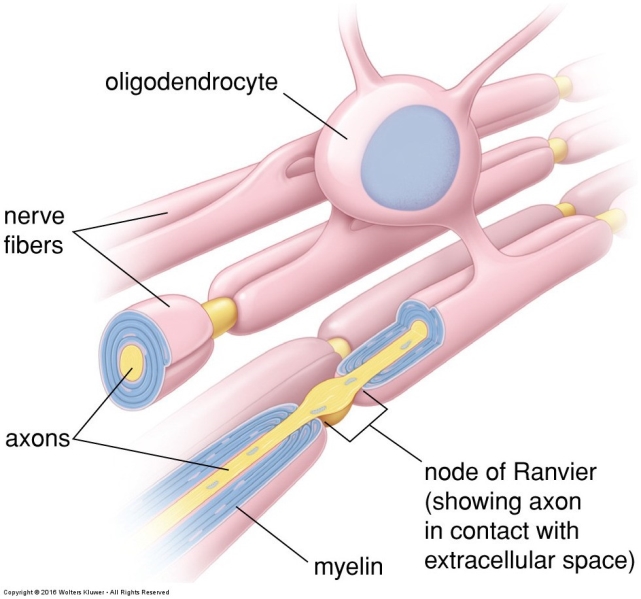 oligodendrocyte
nerve
fibers
axons
node of Ranvier
(showing axon
in contact with
extracellular space)
myelin
Copyright © 2016 Wolters Kluwer - All Rights Reserved